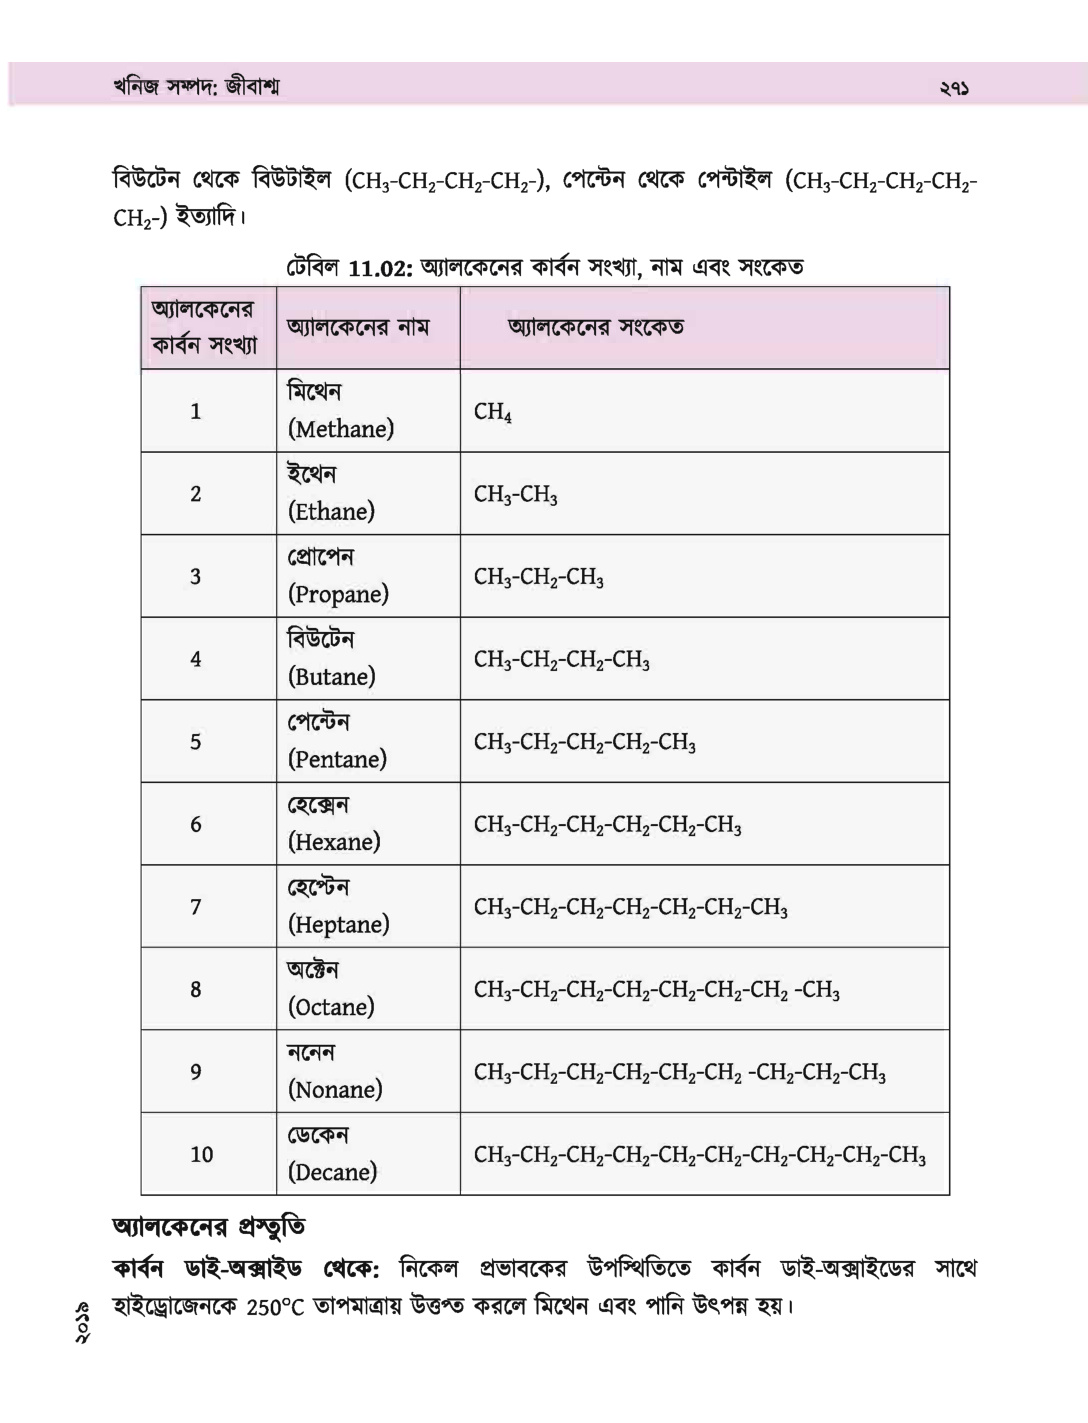 খনিজ সম্পদ: জীবাশ্ম ২৭১
বিউটেন থেকে বিউটাইল (CH₃-CH₂-CH₂-CH₂-), পেন্টেন থেকে পেন্টাইল (CH₃-CH₂-CH₂-CH₂-
CH₂-) ইত্যাদি।
টেবিল 11.02: অ্যালকেনের কার্বন সংখ্যা, নাম এবং সংকেত
অ্যালকেনের
কার্বন সংখ্যা
অ্যালকেনের নাম
অ্যালকেনের সংকেত
1
মিথেন
(Methane)
CH₄
2
ইথেন
(Ethane)
CH₃-CH₃
3
প্রোপেন
(Propane)
CH₃-CH₂-CH₃
4
বিউটেন
(Butane)
CH₃-CH₂-CH₂-CH₃
5
পেন্টেন
(Pentane)
CH₃-CH₂-CH₂-CH₂-CH₃
6
হেক্সেন
(Hexane)
CH₃-CH₂-CH₂-CH₂-CH₂-CH₃
7
হেপ্টেন
(Heptane)
CH₃-CH₂-CH₂-CH₂-CH₂-CH₂-CH₃
8
অক্টেন
(Octane)
CH₃-CH₂-CH₂-CH₂-CH₂-CH₂-CH₂ -CH₃
9
ননেন
(Nonane)
CH₃-CH₂-CH₂-CH₂-CH₂-CH₂ -CH₂-CH₂-CH₃
10
ডেকেন
(Decane)
CH₃-CH₂-CH₂-CH₂-CH₂-CH₂-CH₂-CH₂-CH₂-CH₃
অ্যালকেনের প্রস্তুতি
কার্বন ডাই-অক্সাইড থেকে: নিকেল প্রভাবকের উপস্থিতিতে কার্বন ডাই-অক্সাইডের সাথে
হাইড্রোজেনকে 250°C তাপমাত্রায় উত্তপ্ত করলে মিথেন এবং পানি উৎপন্ন হয়।
২০১৯